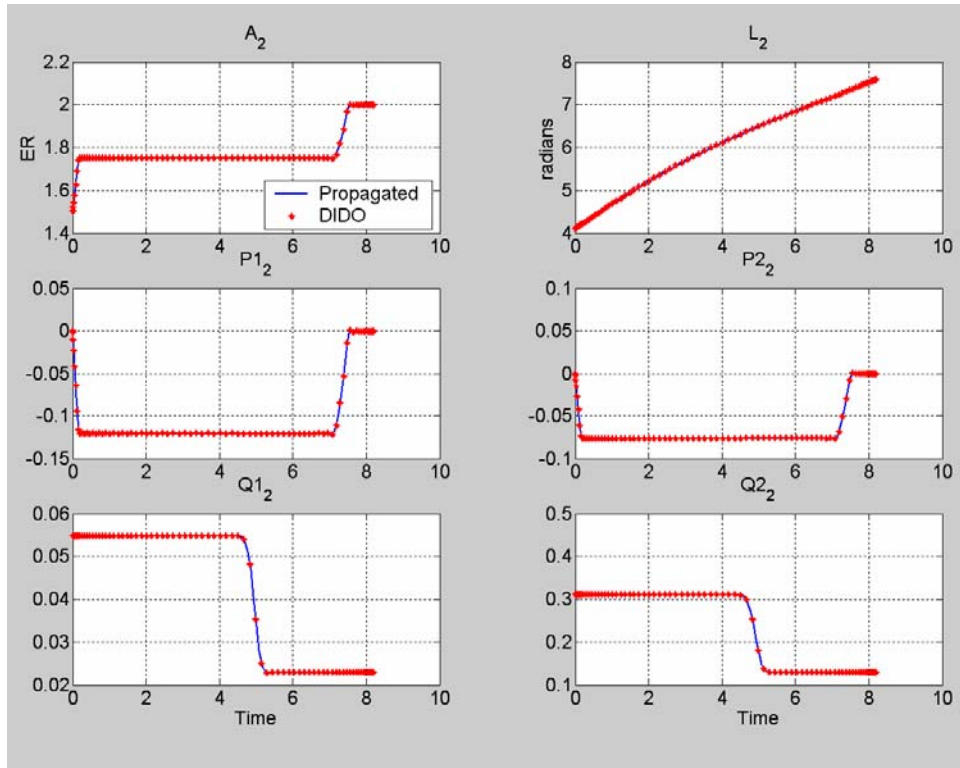 A2
2.2
2
1.8
1.6
1.4
ER
0 2 4 6 8 10
Propagated
DIDO
L2
8
7
6
5
4
radians
0 2 4 6 8 10
P12
0.05
0
-0.05
-0.1
-0.15
0 2 4 6 8 10
P22
0.1
0.05
0
-0.05
-0.1
0 2 4 6 8 10
Q12
0.06
0.05
0.04
0.03
0.02
0 2 4 6 8 10
Time
Q22
0.5
0.4
0.3
0.2
0.1
0 2 4 6 8 10
Time